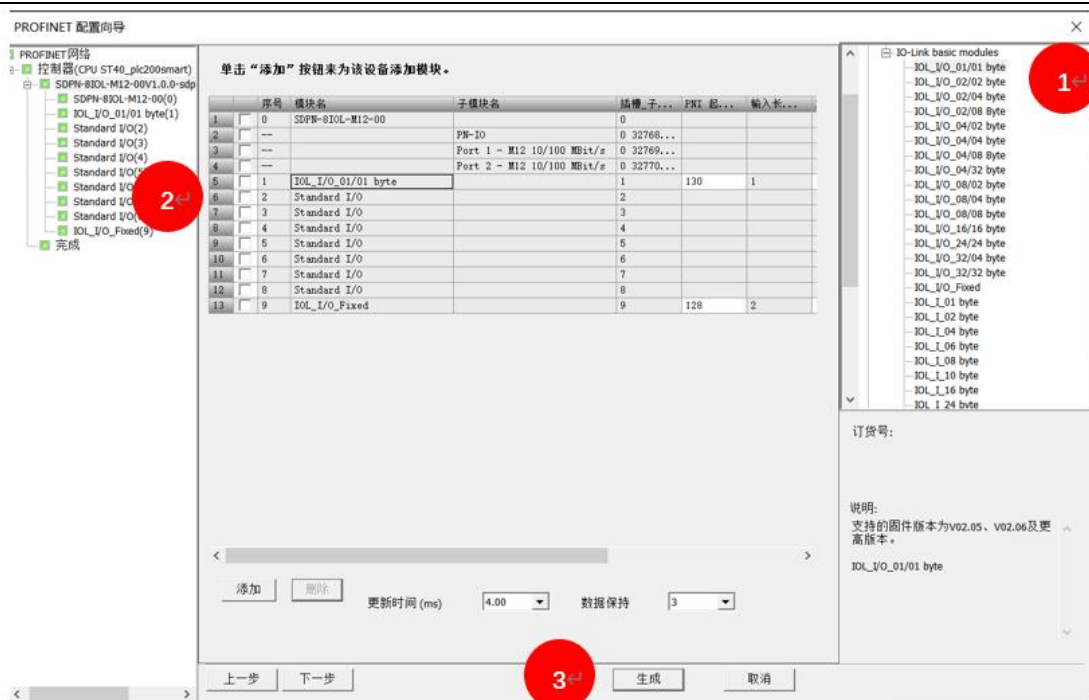 PROFINET 配置向导
PROFINET网络
控制器(CPU ST40_plc200smart)
SDPN-8IOL-M12-00V1.0.0-sdp
SDPN-8IOL-M12-00(0)
IOL_I/O_01/01 byte(1)
Standard I/O(2)
Standard I/O(3)
Standard I/O(4)
Standard I/O(5)
Standard I/O
Standard I/O
Standard I/O(
IOL_I/O_Fixed(9)
完成
2
单击“添加”按钮来为该设备添加模块。
序号 模块名 子模块名 插槽_子... PNI 起... 输入长...
1 0 SDPN-8IOL-M12-00 0
2 -- PN-IO 0 32768...
3 -- Port 1 - M12 10/100 MBit/s 0 32769...
4 -- Port 2 - M12 10/100 MBit/s 0 32770...
5 1 IOL_I/O_01/01 byte 1 130 1
6 2 Standard I/O 2
7 3 Standard I/O 3
8 4 Standard I/O 4
9 5 Standard I/O 5
10 6 Standard I/O 6
11 7 Standard I/O 7
12 8 Standard I/O 8
13 9 IOL_I/O_Fixed 9 128 2
添加 删除 更新时间(ms) 4.00 数据保持 3
上一步 下一步 3 生成 取消
IO-Link basic modules
1
IOL_I/O_01/01 byte
IOL_I/O_02/02 byte
IOL_I/O_02/04 byte
IOL_I/O_02/08 Byte
IOL_I/O_04/02 byte
IOL_I/O_04/04 byte
IOL_I/O_04/08 Byte
IOL_I/O_04/32 byte
IOL_I/O_08/02 byte
IOL_I/O_08/04 byte
IOL_I/O_08/08 byte
IOL_I/O_16/16 byte
IOL_I/O_24/24 byte
IOL_I/O_32/04 byte
IOL_I/O_32/32 byte
IOL_I/O_Fixed
IOL_I_01 byte
IOL_I_02 byte
IOL_I_04 byte
IOL_I_06 byte
IOL_I_08 byte
IOL_I_10 byte
IOL_I_16 byte
IOL_I_24 byte
订货号:
说明:
支持的固件版本为V02.05、V02.06及更
高版本。
IOL_I/O_01/01 byte